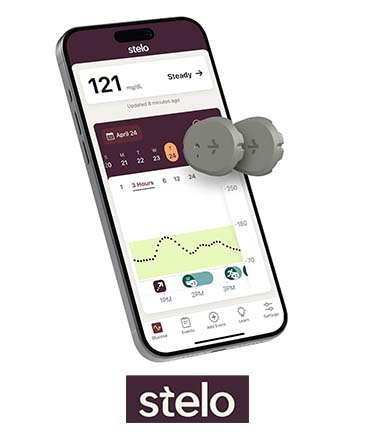 stelo
121 mg/dL Steady →
Updated 8 minutes ago
April 24
S M T W T
20 21 22 23 24
1 3 Hours 6 12 24
250
180
70
1PM 2PM 3PM
Glucose Events Add Event Learn Settings
stelo